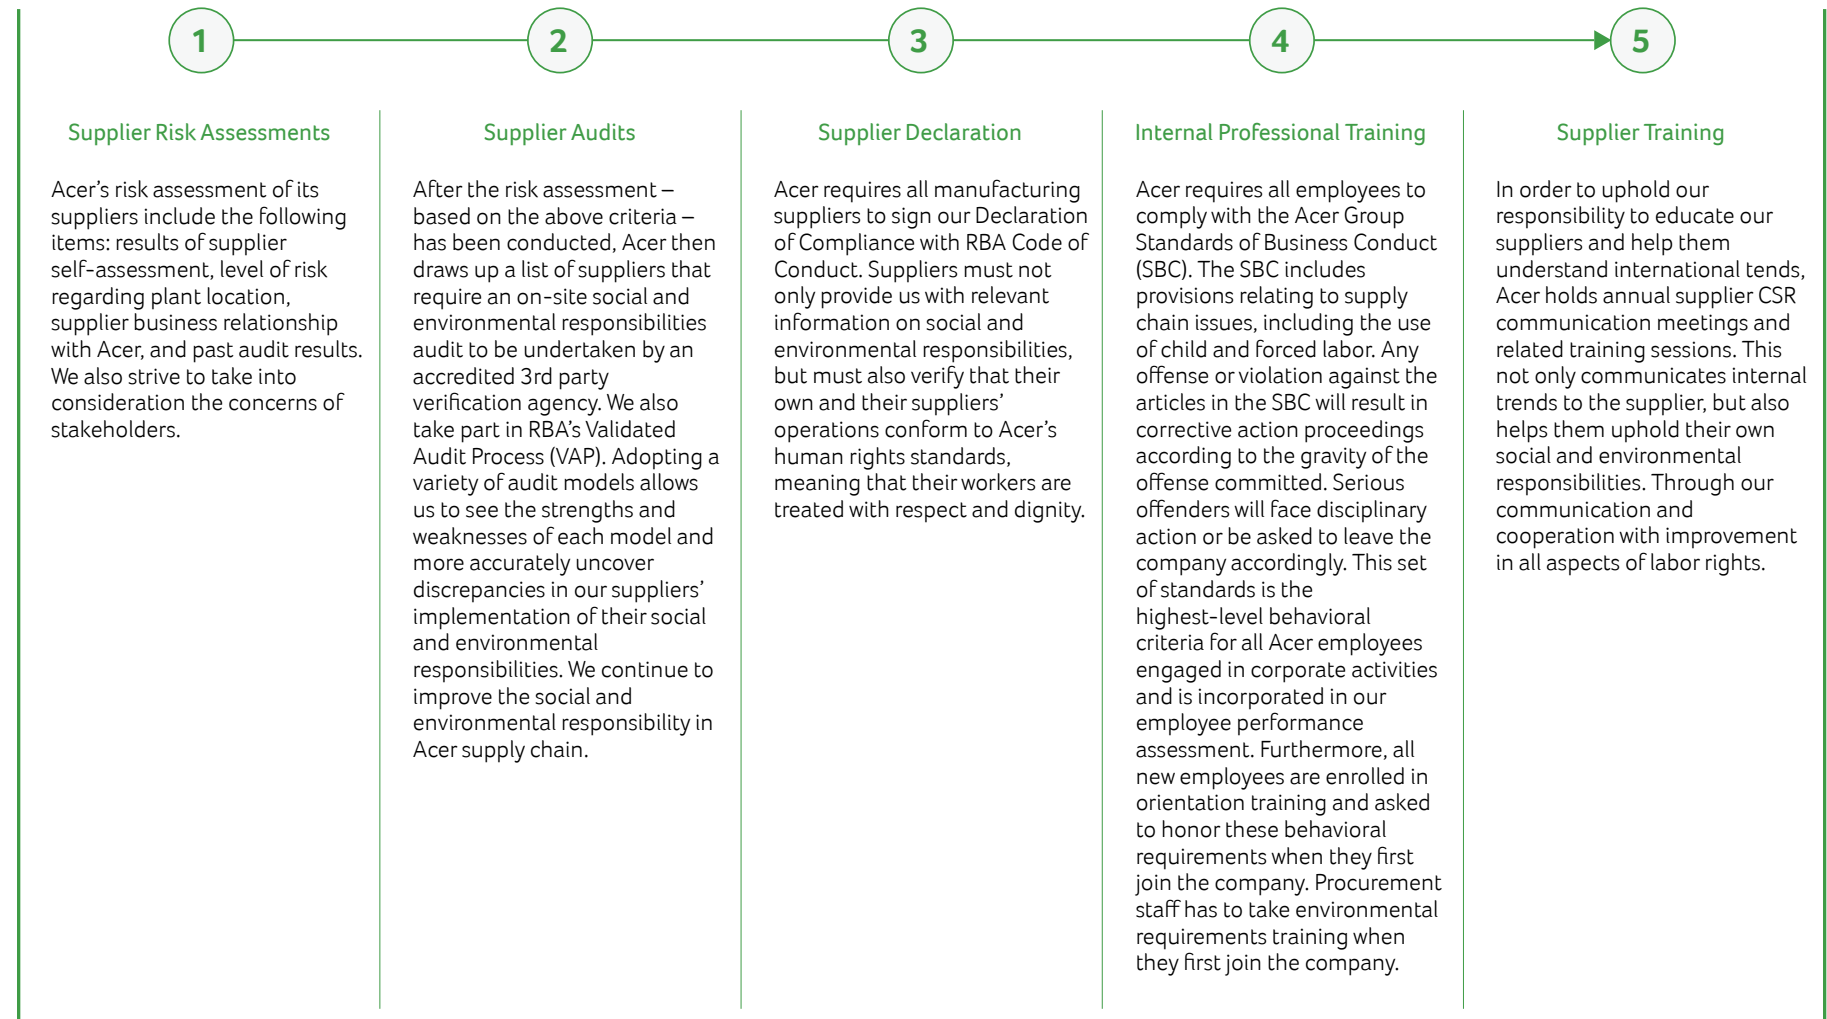 1
2
3
4
5
Supplier Risk Assessments
Acer’s risk assessment of its
suppliers include the following
items: results of supplier
self-assessment, level of risk
regarding plant location,
supplier business relationship
with Acer, and past audit results.
We also strive to take into
consideration the concerns of
stakeholders.
Supplier Audits
After the risk assessment –
based on the above criteria –
has been conducted, Acer then
draws up a list of suppliers that
require an on-site social and
environmental responsibilities
audit to be undertaken by an
accredited 3rd party
verification agency. We also
take part in RBA’s Validated
Audit Process (VAP). Adopting a
variety of audit models allows
us to see the strengths and
weaknesses of each model and
more accurately uncover
discrepancies in our suppliers’
implementation of their social
and environmental
responsibilities. We continue to
improve the social and
environmental responsibility in
Acer supply chain.
Supplier Declaration
Acer requires all manufacturing
suppliers to sign our Declaration
of Compliance with RBA Code of
Conduct. Suppliers must not
only provide us with relevant
information on social and
environmental responsibilities,
but must also verify that their
own and their suppliers’
operations conform to Acer’s
human rights standards,
meaning that their workers are
treated with respect and dignity.
Internal Professional Training
Acer requires all employees to
comply with the Acer Group
Standards of Business Conduct
(SBC). The SBC includes
provisions relating to supply
chain issues, including the use
of child and forced labor. Any
offense or violation against the
articles in the SBC will result in
corrective action proceedings
according to the gravity of the
offense committed. Serious
offenders will face disciplinary
action or be asked to leave the
company accordingly. This set
of standards is the
highest-level behavioral
criteria for all Acer employees
engaged in corporate activities
and is incorporated in our
employee performance
assessment. Furthermore, all
new employees are enrolled in
orientation training and asked
to honor these behavioral
requirements when they first
join the company. Procurement
staff has to take environmental
requirements training when
they first join the company.
Supplier Training
In order to uphold our
responsibility to educate our
suppliers and help them
understand international tends,
Acer holds annual supplier CSR
communication meetings and
related training sessions. This
not only communicates internal
trends to the supplier, but also
helps them uphold their own
social and environmental
responsibilities. Through our
communication and
cooperation with improvement
in all aspects of labor rights.